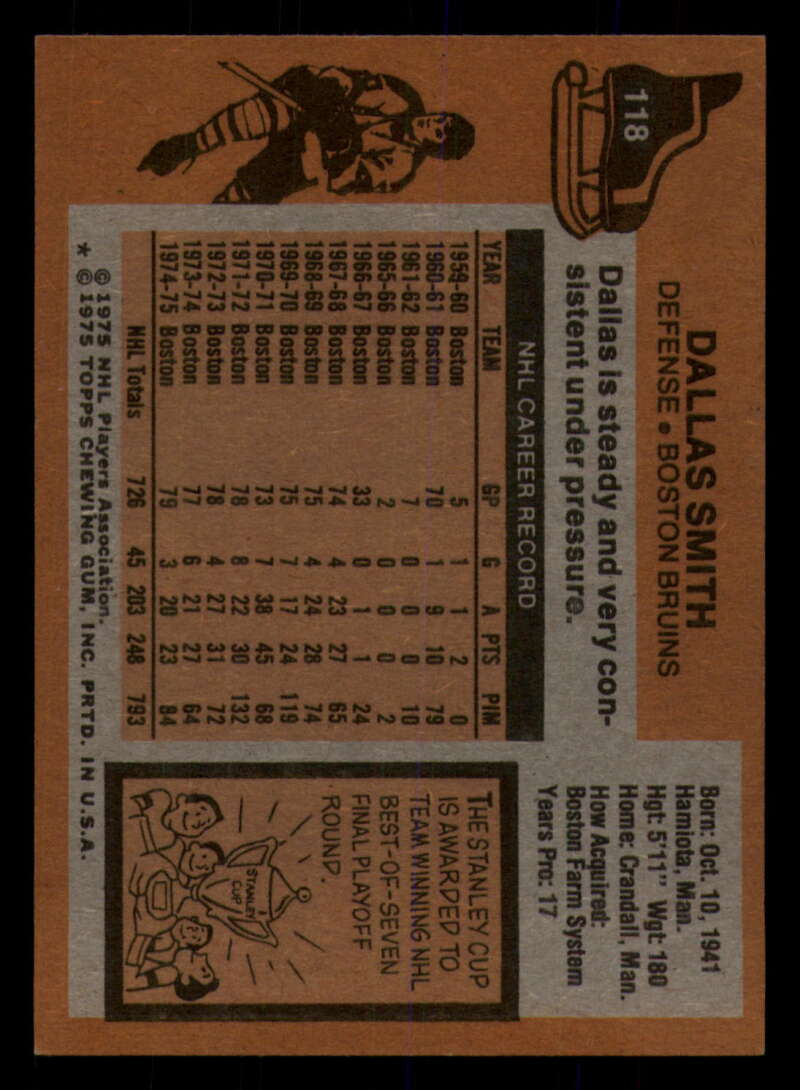 118
DALLAS SMITH
DEFENSE • BOSTON BRUINS
Dallas is steady and very con-
sistent under pressure.
Born: Oct. 10, 1941
Hamiota, Man.
Hgt: 5'11" Wgt: 180
Home: Crandall, Man.
How Acquired:
Boston Farm System
Years Pro: 17
NHL CAREER RECORD
YEAR TEAM GP G A PTS PIM
1959-60 Boston 5 1 1 2 0
1960-61 Boston 70 1 9 10 79
1961-62 Boston 7 0 0 0 10
1965-66 Boston 2 0 0 0 2
1966-67 Boston 33 0 1 1 24
1967-68 Boston 74 4 23 27 65
1968-69 Boston 75 4 24 28 74
1969-70 Boston 75 7 17 24 119
1970-71 Boston 73 7 38 45 68
1971-72 Boston 78 8 22 30 132
1972-73 Boston 78 4 27 31 72
1973-74 Boston 77 6 21 27 64
1974-75 Boston 79 3 20 23 84
NHL Totals 726 45 203 248 793
© 1975 NHL Players Association.
* © 1975 TOPPS CHEWING GUM, INC. PRTD. IN U.S.A.
THE STANLEY CUP
IS AWARDED TO
TEAM WINNING NHL
BEST-OF-SEVEN
FINAL PLAYOFF
ROUND.
STANLEY
CUP